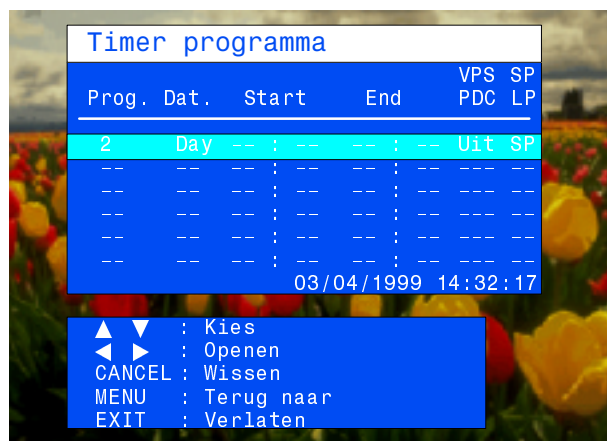 Timer programma
VPS SP
Prog. Dat. Start End PDC LP
2 Day -- : -- -- : -- Uit SP
-- -- -- : -- -- : -- --- --
-- -- -- : -- -- : -- --- --
-- -- -- : -- -- : -- --- --
-- -- -- : -- -- : -- --- --
-- -- -- : -- -- : -- --- --
03/04/1999 14:32:17
▲ ▼ : Kies
◀ ▶ : Openen
CANCEL : Wissen
MENU : Terug naar
EXIT : Verlaten